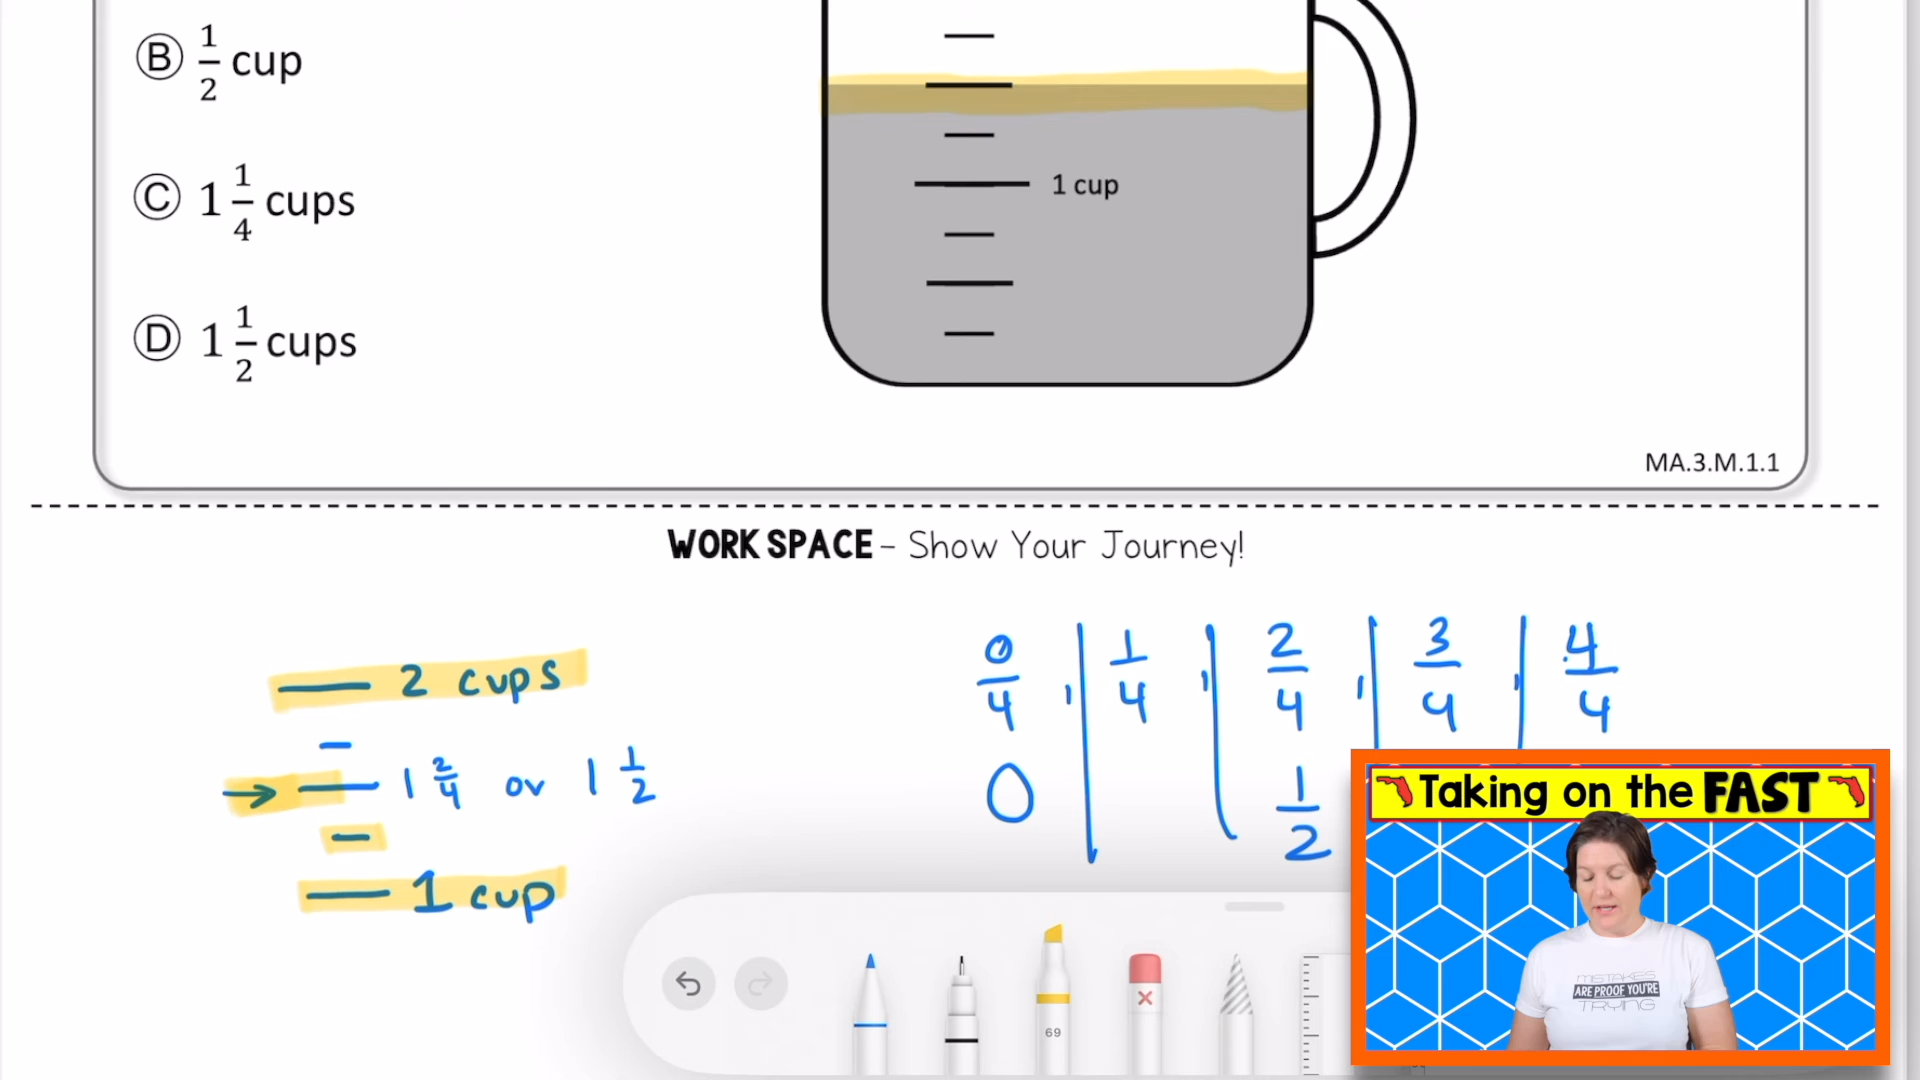 B 1/2 cup
C 1 1/4 cups
D 1 1/2 cups
1 cup
MA.3.M.1.1
WORK SPACE - Show Your Journey!
2 cups
→ 1 2/4 or 1 1/2
1 cup
0/4, 1/4, 2/4, 3/4, 4/4
0 1/2
69
Taking on the FAST
MISTAKES
ARE PROOF YOU'RE
TRYING